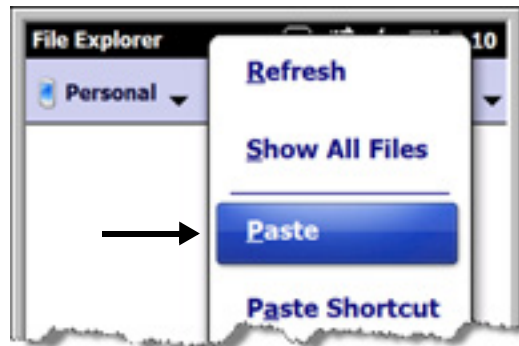 File Explorer
10
Personal
Refresh
Show All Files
Paste
Paste Shortcut